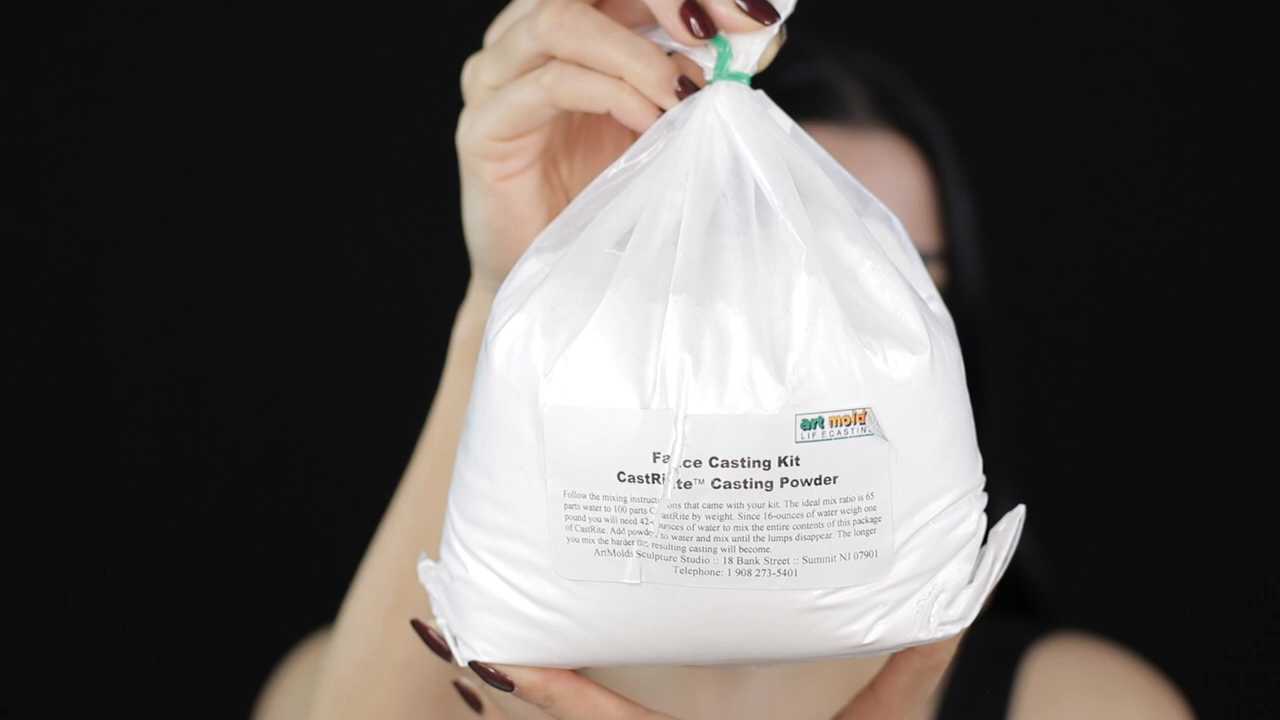 art mold
LIFECASTIN
Face Casting Kit
CastRite™ Casting Powder
Follow the mixing instructions that came with your kit. The ideal mix ratio is 65
parts water to 100 parts CastRite by weight. Since 16-ounces of water weigh one
pound you will need 42-ounces of water to mix the entire contents of this package
of CastRite. Add powder to water and mix until the lumps disappear. The longer
you mix the harder the resulting casting will become.
ArtMolds Sculpture Studio :: 18 Bank Street :: Summit NJ 07901
Telephone: 1 908 273-5401